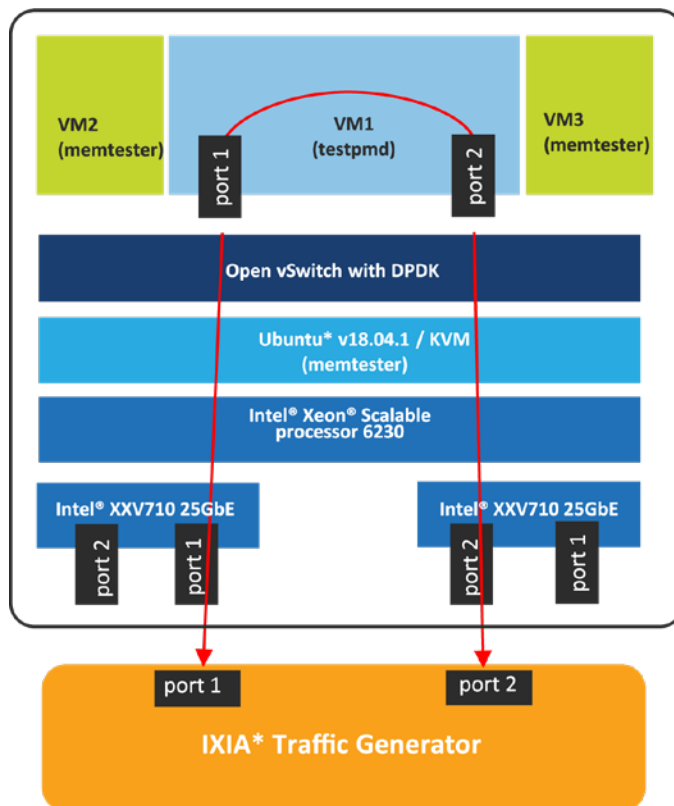 VM2
(memtester)
port 1
VM1
(testpmd)
port 2
VM3
(memtester)
Open vSwitch with DPDK
Ubuntu* v18.04.1 / KVM
(memtester)
Intel® Xeon® Scalable
processor 6230
Intel® XXV710 25GbE
port 2
port 1
Intel® XXV710 25GbE
port 2
port 1
port 1
port 2
IXIA* Traffic Generator